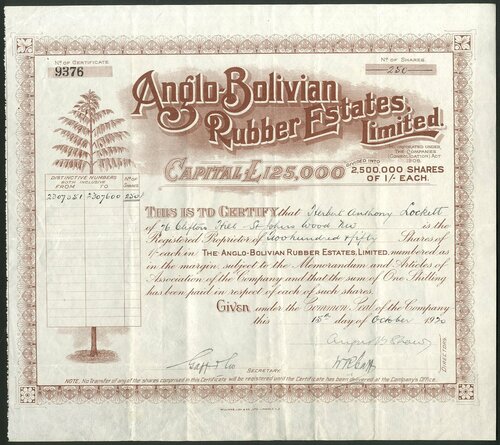 Nº OF CERTIFICATE
9376
Nº OF SHARES
250
Anglo-Bolivian
Rubber Estates,
Limited.
INCORPORATED UNDER
THE COMPANIES
(CONSOLIDATION) ACT
1908.
CAPITAL £125,000
DIVIDED INTO
2,500,000 SHARES
OF 1/- EACH.
DISTINCTIVE NUMBERS
BOTH INCLUSIVE
FROM TO
Nº OF
SHARES
2307351 2307600 250
THIS IS TO CERTIFY that Herbert Anthony Lockett
of 76 Clifton Hill St Johns Wood NW is the
Registered Proprietor of Two hundred & fifty Shares of
1/- each in THE ANGLO-BOLIVIAN RUBBER ESTATES, LIMITED, numbered as
in the margin, subject to the Memorandum and Articles of
Association of the Company and that the sum of One Shilling
has been paid in respect of each of such shares.
GIVEN under the Common Seal of the Company
this 15th day of October 1920
DIRECTORS.
SECRETARY.
NOTE. No Transfer of any of the shares comprised in this Certificate will be registered until the Certificate has been delivered at the Company's Office.